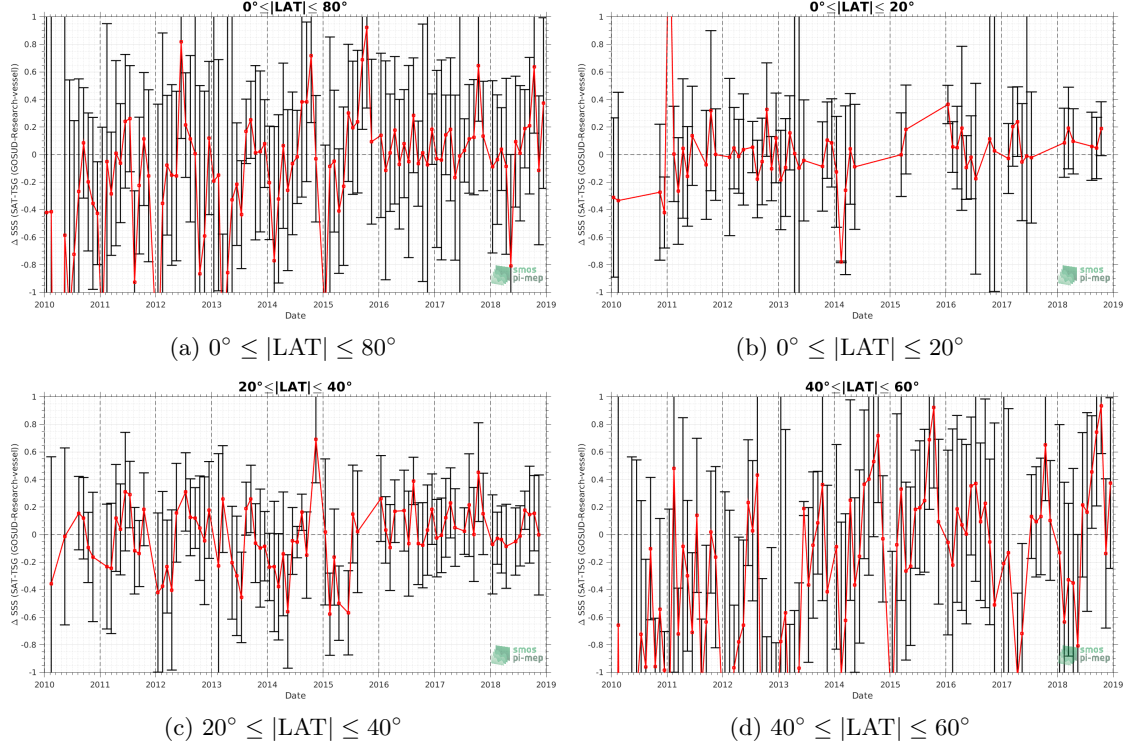 0°≤|LAT|≤ 80°
Δ SSS (SAT-TSG (GOSUD-Research-vessel))
1
0.8
0.6
0.4
0.2
0
-0.2
-0.4
-0.6
-0.8
-1
2010 2011 2012 2013 2014 2015 2016 2017 2018 2019
Date
smos
pi-mep
(a) 0° ≤ |LAT| ≤ 80°
0°≤|LAT|≤ 20°
Δ SSS (SAT-TSG (GOSUD-Research-vessel))
1
0.8
0.6
0.4
0.2
0
-0.2
-0.4
-0.6
-0.8
-1
2010 2011 2012 2013 2014 2015 2016 2017 2018 2019
Date
smos
pi-mep
(b) 0° ≤ |LAT| ≤ 20°
20°≤|LAT|≤ 40°
Δ SSS (SAT-TSG (GOSUD-Research-vessel))
1
0.8
0.6
0.4
0.2
0
-0.2
-0.4
-0.6
-0.8
-1
2010 2011 2012 2013 2014 2015 2016 2017 2018 2019
Date
smos
pi-mep
(c) 20° ≤ |LAT| ≤ 40°
40°≤|LAT|≤ 60°
Δ SSS (SAT-TSG (GOSUD-Research-vessel))
1
0.8
0.6
0.4
0.2
0
-0.2
-0.4
-0.6
-0.8
-1
2010 2011 2012 2013 2014 2015 2016 2017 2018 2019
Date
smos
pi-mep
(d) 40° ≤ |LAT| ≤ 60°